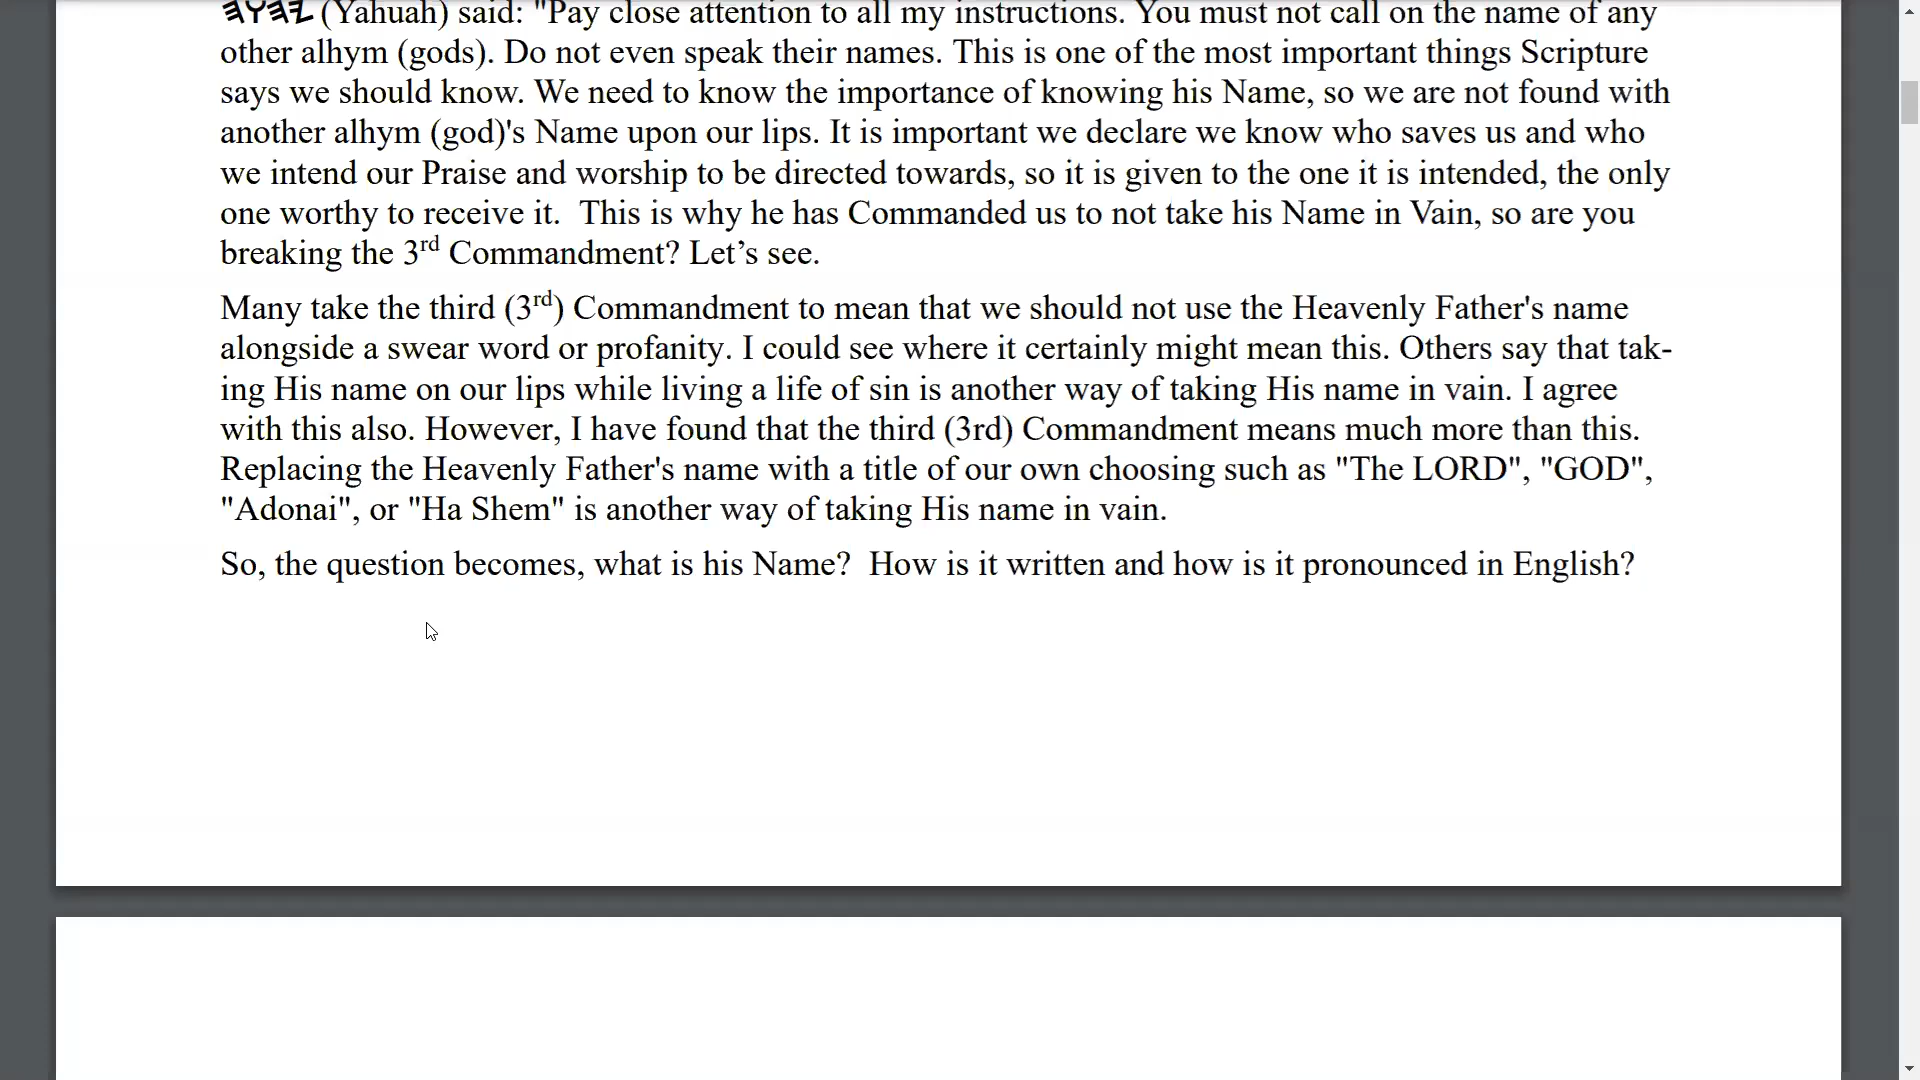 𐤉𐤄𐤅𐤄 (Yahuah) said: "Pay close attention to all my instructions. You must not call on the name of any
other alhym (gods). Do not even speak their names. This is one of the most important things Scripture
says we should know. We need to know the importance of knowing his Name, so we are not found with
another alhym (god)'s Name upon our lips. It is important we declare we know who saves us and who
we intend our Praise and worship to be directed towards, so it is given to the one it is intended, the only
one worthy to receive it.  This is why he has Commanded us to not take his Name in Vain, so are you
breaking the 3rd Commandment? Let’s see.
Many take the third (3rd) Commandment to mean that we should not use the Heavenly Father's name
alongside a swear word or profanity. I could see where it certainly might mean this. Others say that tak-
ing His name on our lips while living a life of sin is another way of taking His name in vain. I agree
with this also. However, I have found that the third (3rd) Commandment means much more than this.
Replacing the Heavenly Father's name with a title of our own choosing such as "The LORD", "GOD",
"Adonai", or "Ha Shem" is another way of taking His name in vain.
So, the question becomes, what is his Name?  How is it written and how is it pronounced in English?